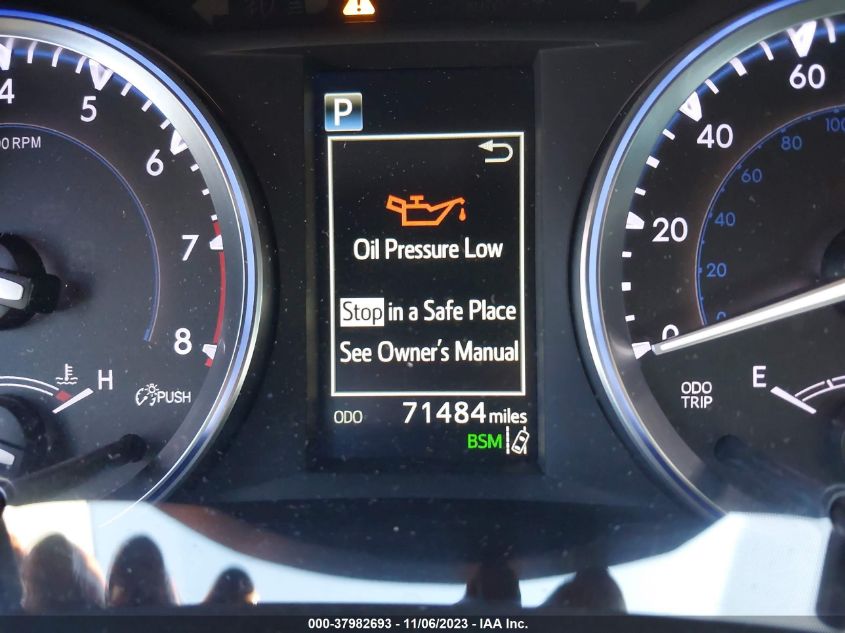 4
5
6
7
8
00 RPM
H
PUSH
P
Oil Pressure Low
Stop in a Safe Place
See Owner's Manual
ODO 71484 miles
BSM
60
40
20
0
100
80
60
40
20
0
ODO
TRIP
E
000-37982693 - 11/06/2023 - IAA Inc.